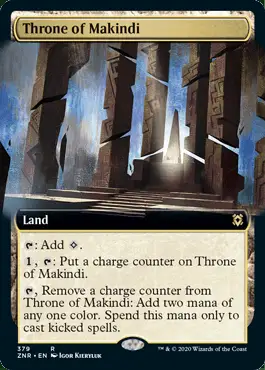 Throne of Makindi
Land
: Add .
1, : Put a charge counter on Throne
of Makindi.
, Remove a charge counter from
Throne of Makindi: Add two mana of
any one color. Spend this mana only to
cast kicked spells.
379 R
ZNR • EN IGOR KIERYLUK
™ & © 2020 Wizards of the Coast